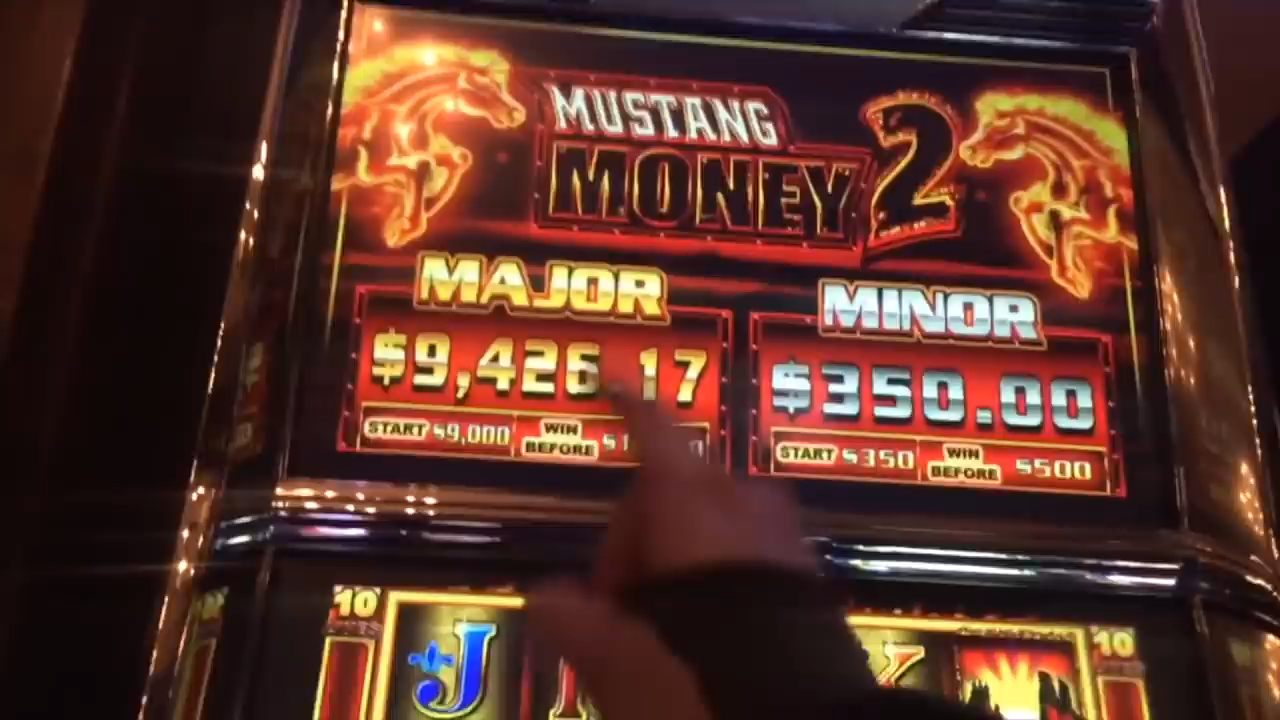 MUSTANG
MONEY 2
MAJOR
$9,426 17
START $9,000 WIN BEFORE
MINOR
$350.00
START $350 WIN BEFORE $500
10
J
10